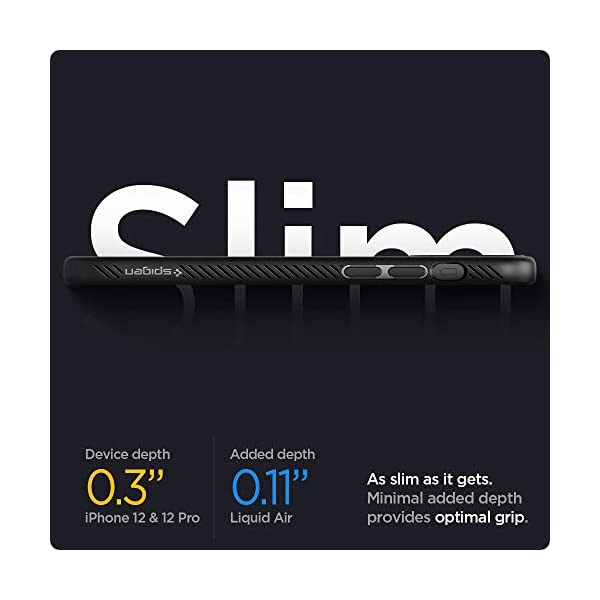 Slim
spigen
Device depth
0.3”
iPhone 12 & 12 Pro
Added depth
0.11”
Liquid Air
As slim as it gets.
Minimal added depth
provides optimal grip.